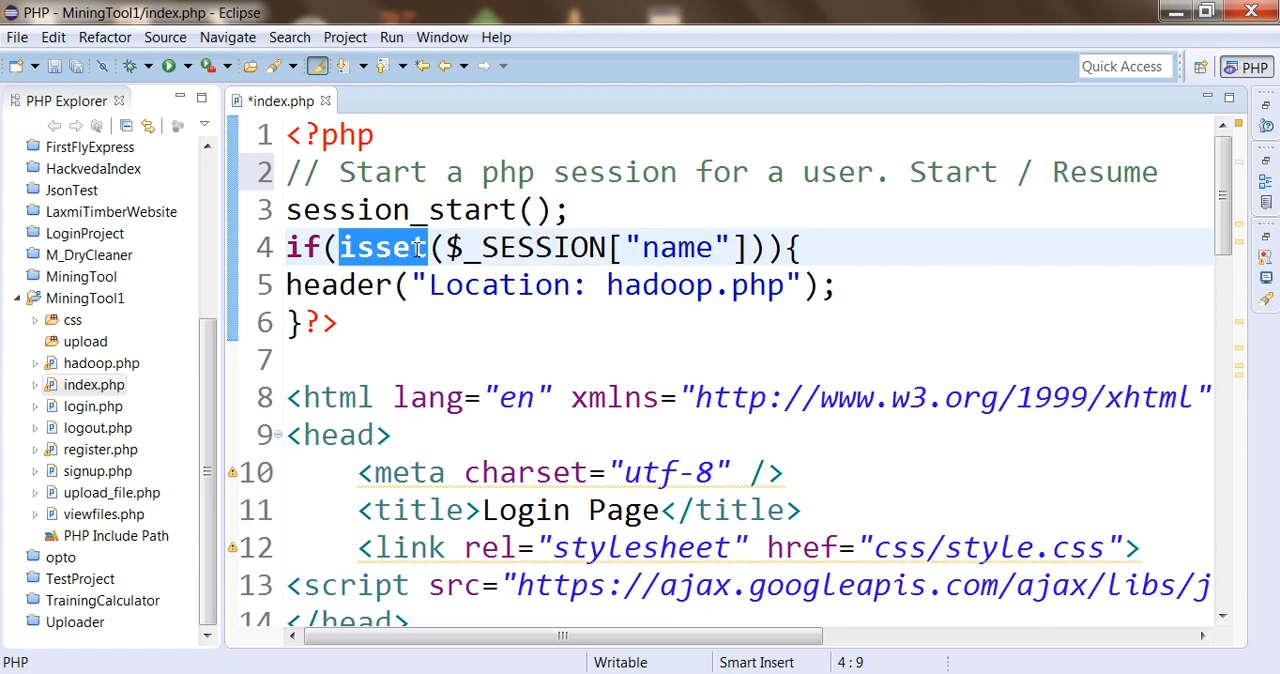 PHP - MiningTool1/index.php - Eclipse
File Edit Refactor Source Navigate Search Project Run Window Help
Quick Access
PHP
PHP Explorer
*index.php
FirstFlyExpress
HackvedaIndex
JsonTest
LaxmiTimberWebsite
LoginProject
M_DryCleaner
MiningTool
MiningTool1
css
upload
hadoop.php
index.php
login.php
logout.php
register.php
signup.php
upload_file.php
viewfiles.php
PHP Include Path
opto
TestProject
TrainingCalculator
Uploader
1 <?php
2 // Start a php session for a user. Start / Resume
3 session_start();
4 if(isset($_SESSION["name"])){
5 header("Location: hadoop.php");
6 }?>
7
8 <html lang="en" xmlns="http://www.w3.org/1999/xhtml"
9 <head>
10 <meta charset="utf-8" />
11 <title>Login Page</title>
12 <link rel="stylesheet" href="css/style.css">
13 <script src="https://ajax.googleapis.com/ajax/libs/j
14 </head>
PHP
Writable
Smart Insert
4 : 9